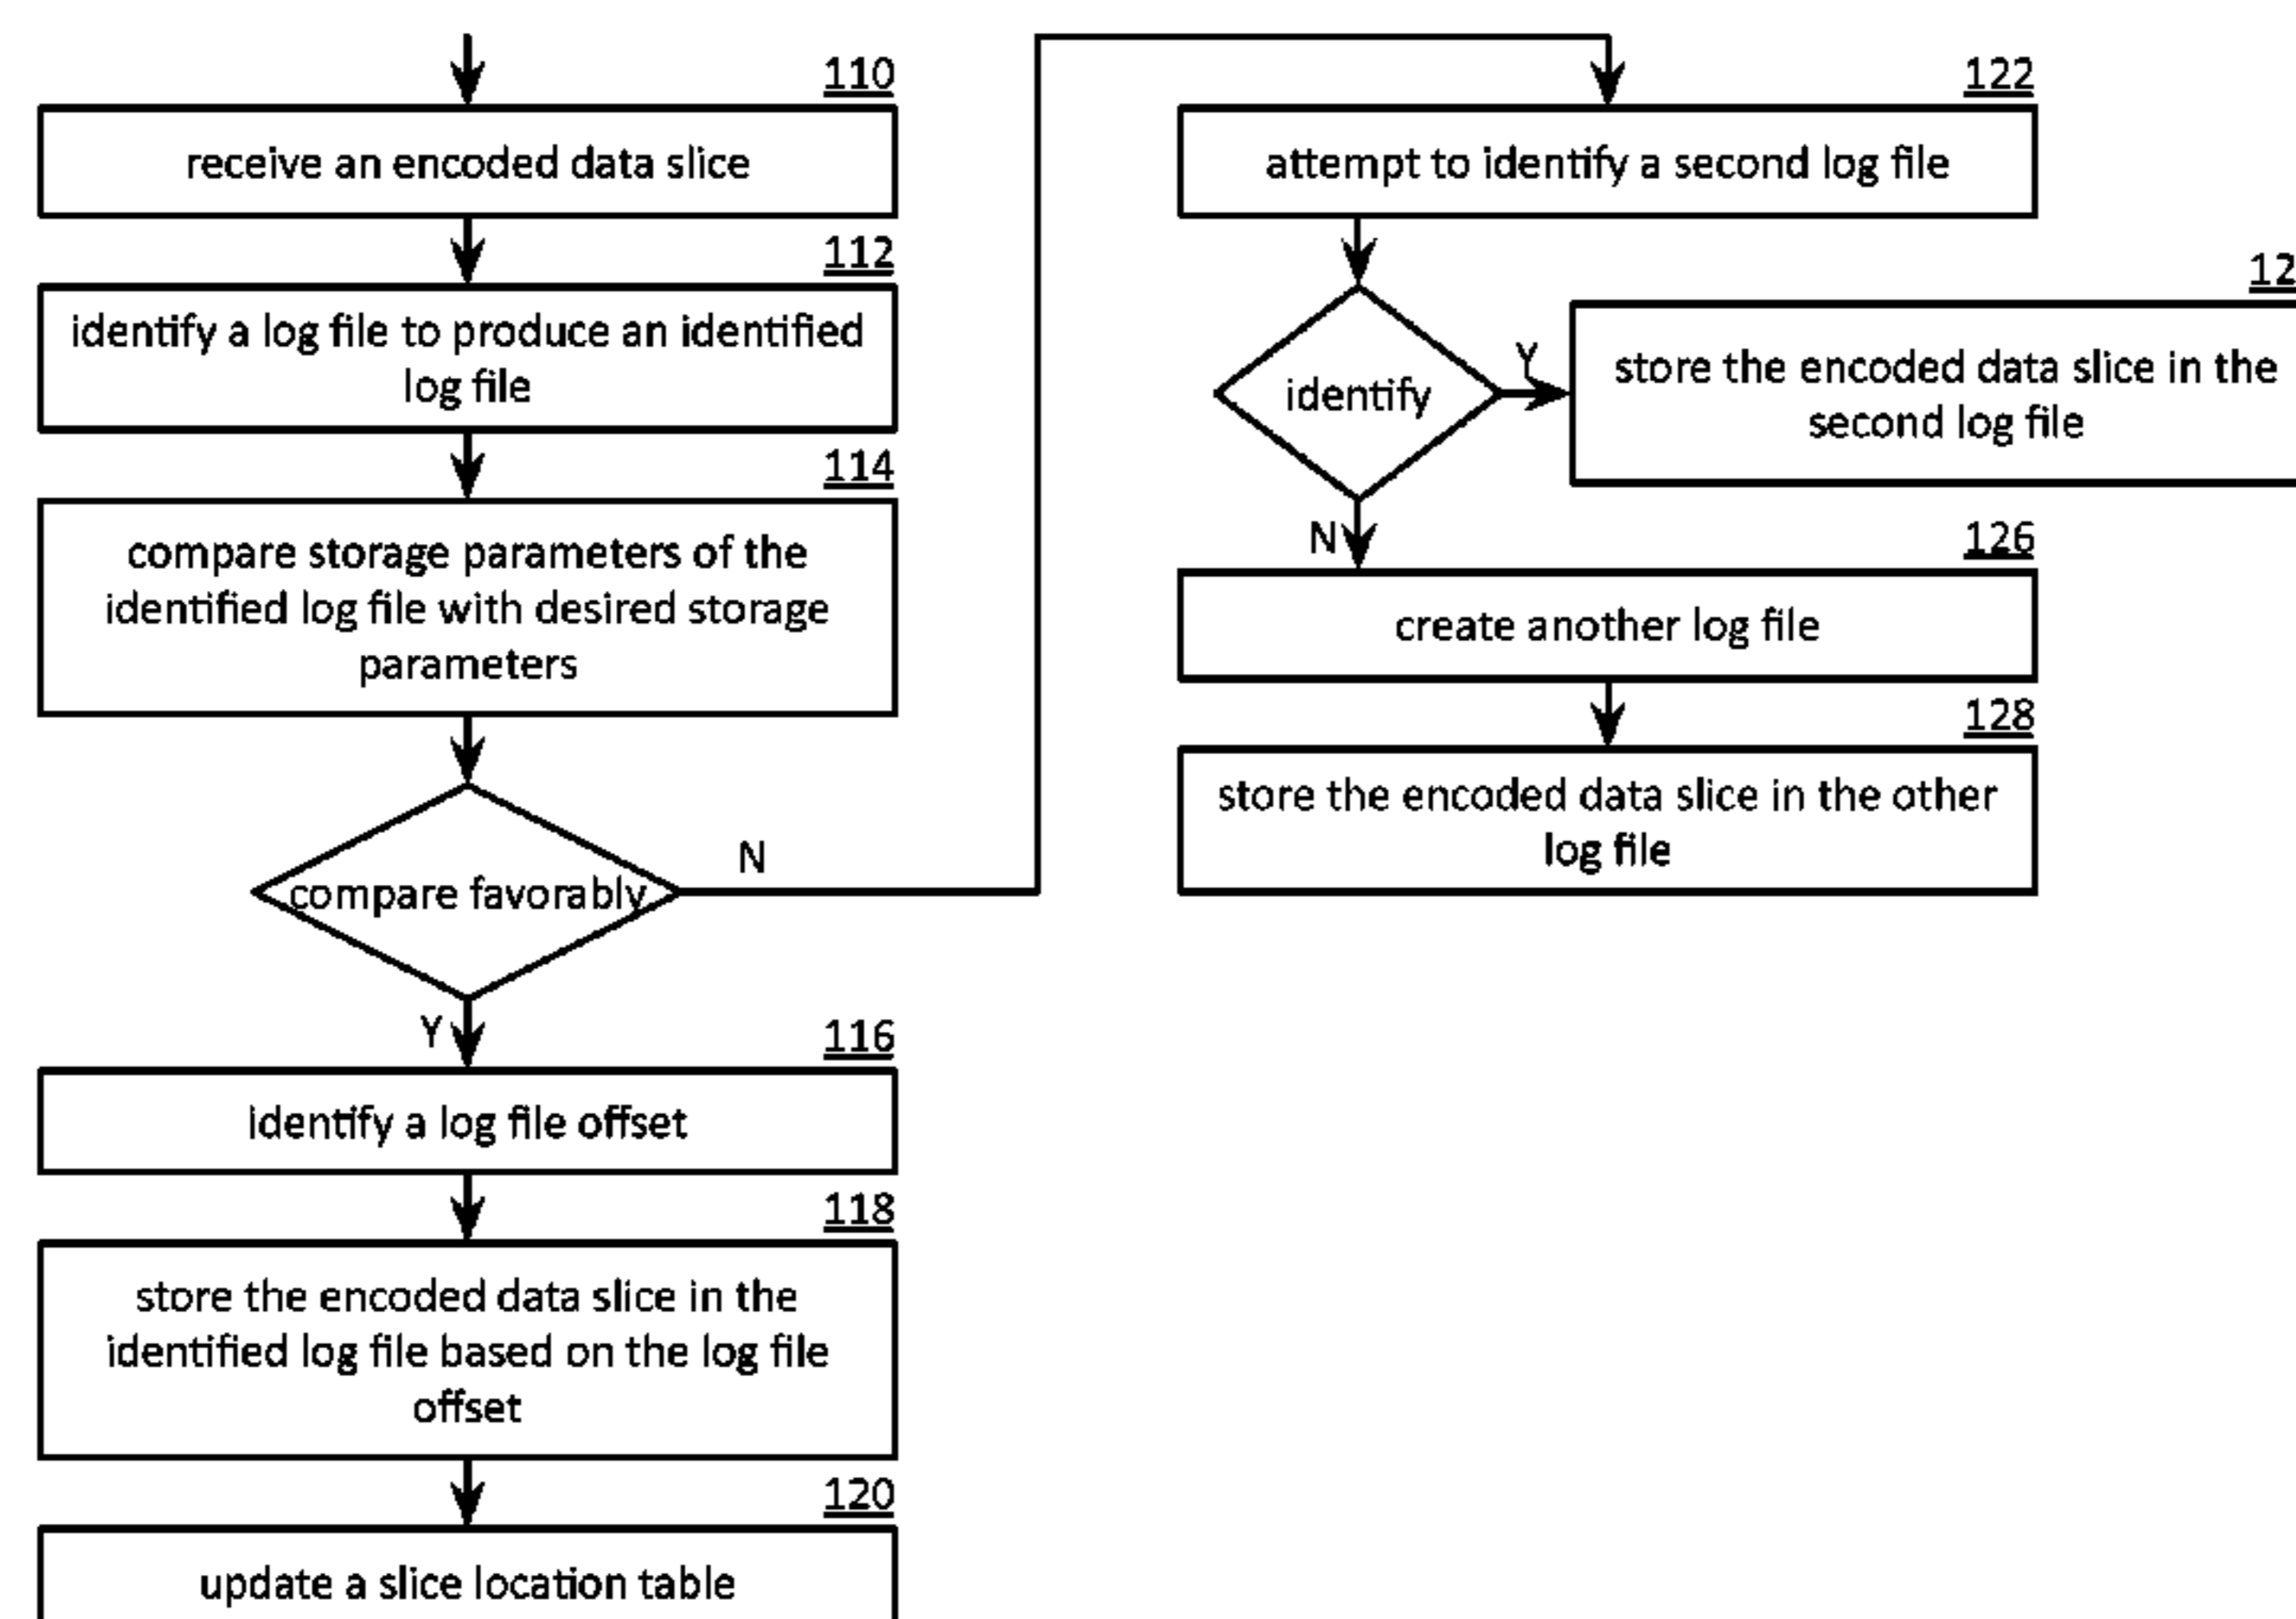 110
receive an encoded data slice
112
identify a log file to produce an identified
log file
114
compare storage parameters of the
identified log file with desired storage
parameters
compare favorably
N
Y
116
identify a log file offset
118
store the encoded data slice in the
identified log file based on the log file
offset
120
update a slice location table
122
attempt to identify a second log file
identify
Y
12
store the encoded data slice in the
second log file
N
126
create another log file
128
store the encoded data slice in the other
log file